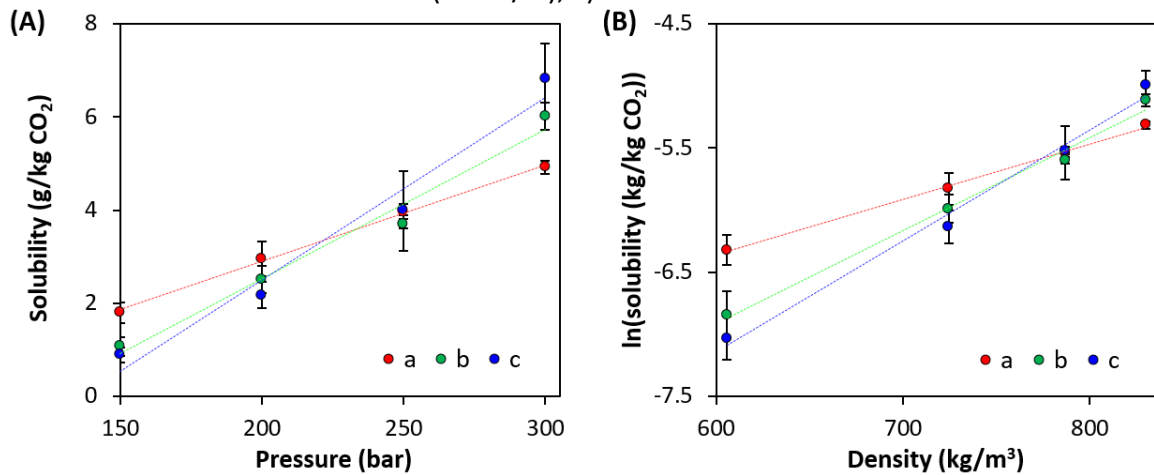 (A)
Solubility (g/kg CO₂)
8
6
4
2
0
150 200 250 300
Pressure (bar)
a b c
(B)
ln(solubility (kg/kg CO₂))
-4.5
-5.5
-6.5
-7.5
600 700 800
Density (kg/m³)
a b c